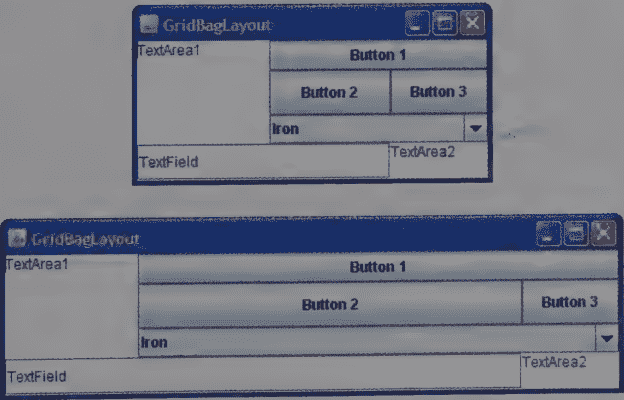 GridBagLayout
TextArea1
Button 1
Button 2
Button 3
Iron
TextField
TextArea2
GridBagLayout
TextArea1
Button 1
Button 2
Button 3
Iron
TextField
TextArea2